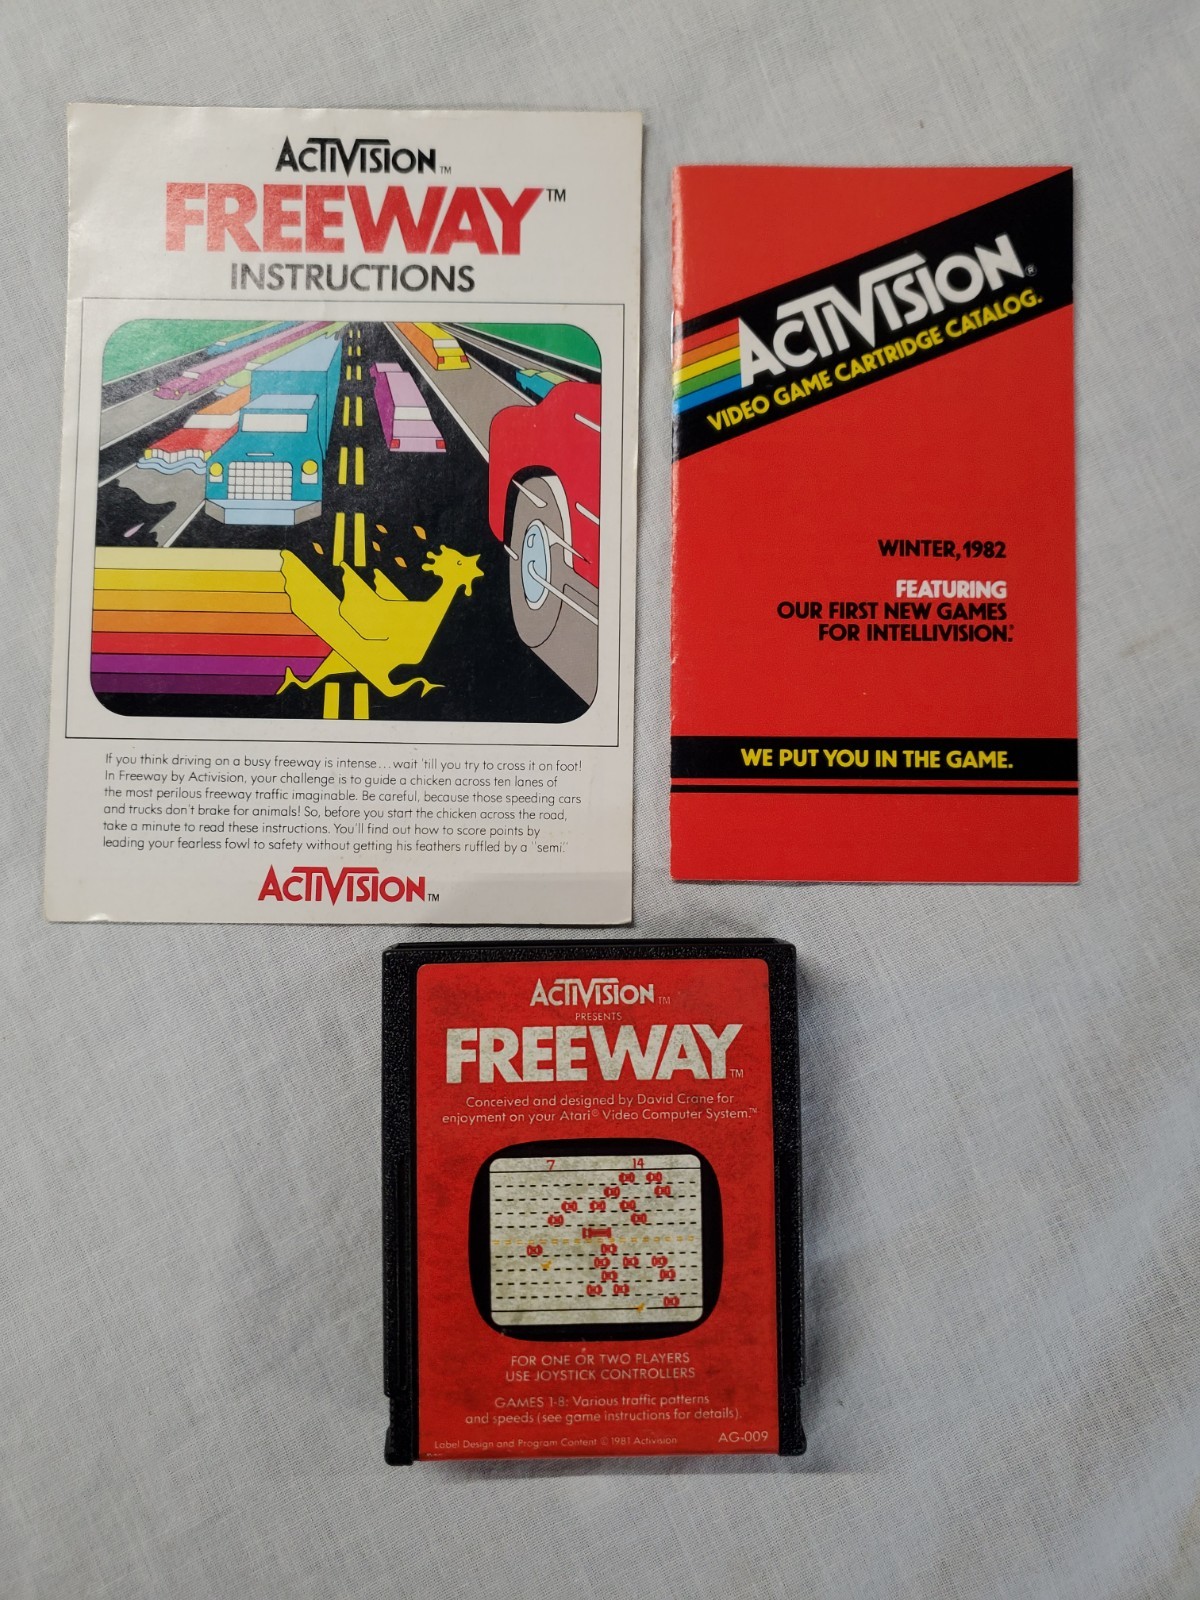 ACTIVISION™
FREEWAY™
INSTRUCTIONS
If you think driving on a busy freeway is intense...wait 'till you try to cross it on foot!
In Freeway by Activision, your challenge is to guide a chicken across ten lanes of
the most perilous freeway traffic imaginable. Be careful, because those speeding cars
and trucks don't brake for animals! So, before you start the chicken across the road,
take a minute to read these instructions. You'll find out how to score points by
leading your fearless fowl to safety without getting his feathers ruffled by a "semi."
ACTIVISION™
ACTIVISION®
VIDEO GAME CARTRIDGE CATALOG.
WINTER, 1982
FEATURING
OUR FIRST NEW GAMES
FOR INTELLIVISION.®
WE PUT YOU IN THE GAME.
ACTIVISION™
PRESENTS
FREEWAY™
Conceived and designed by David Crane for
enjoyment on your Atari® Video Computer System.™
7 14
FOR ONE OR TWO PLAYERS
USE JOYSTICK CONTROLLERS
GAMES 1-8: Various traffic patterns
and speeds (see game instructions for details).
Label Design and Program Content © 1981 Activision AG-009